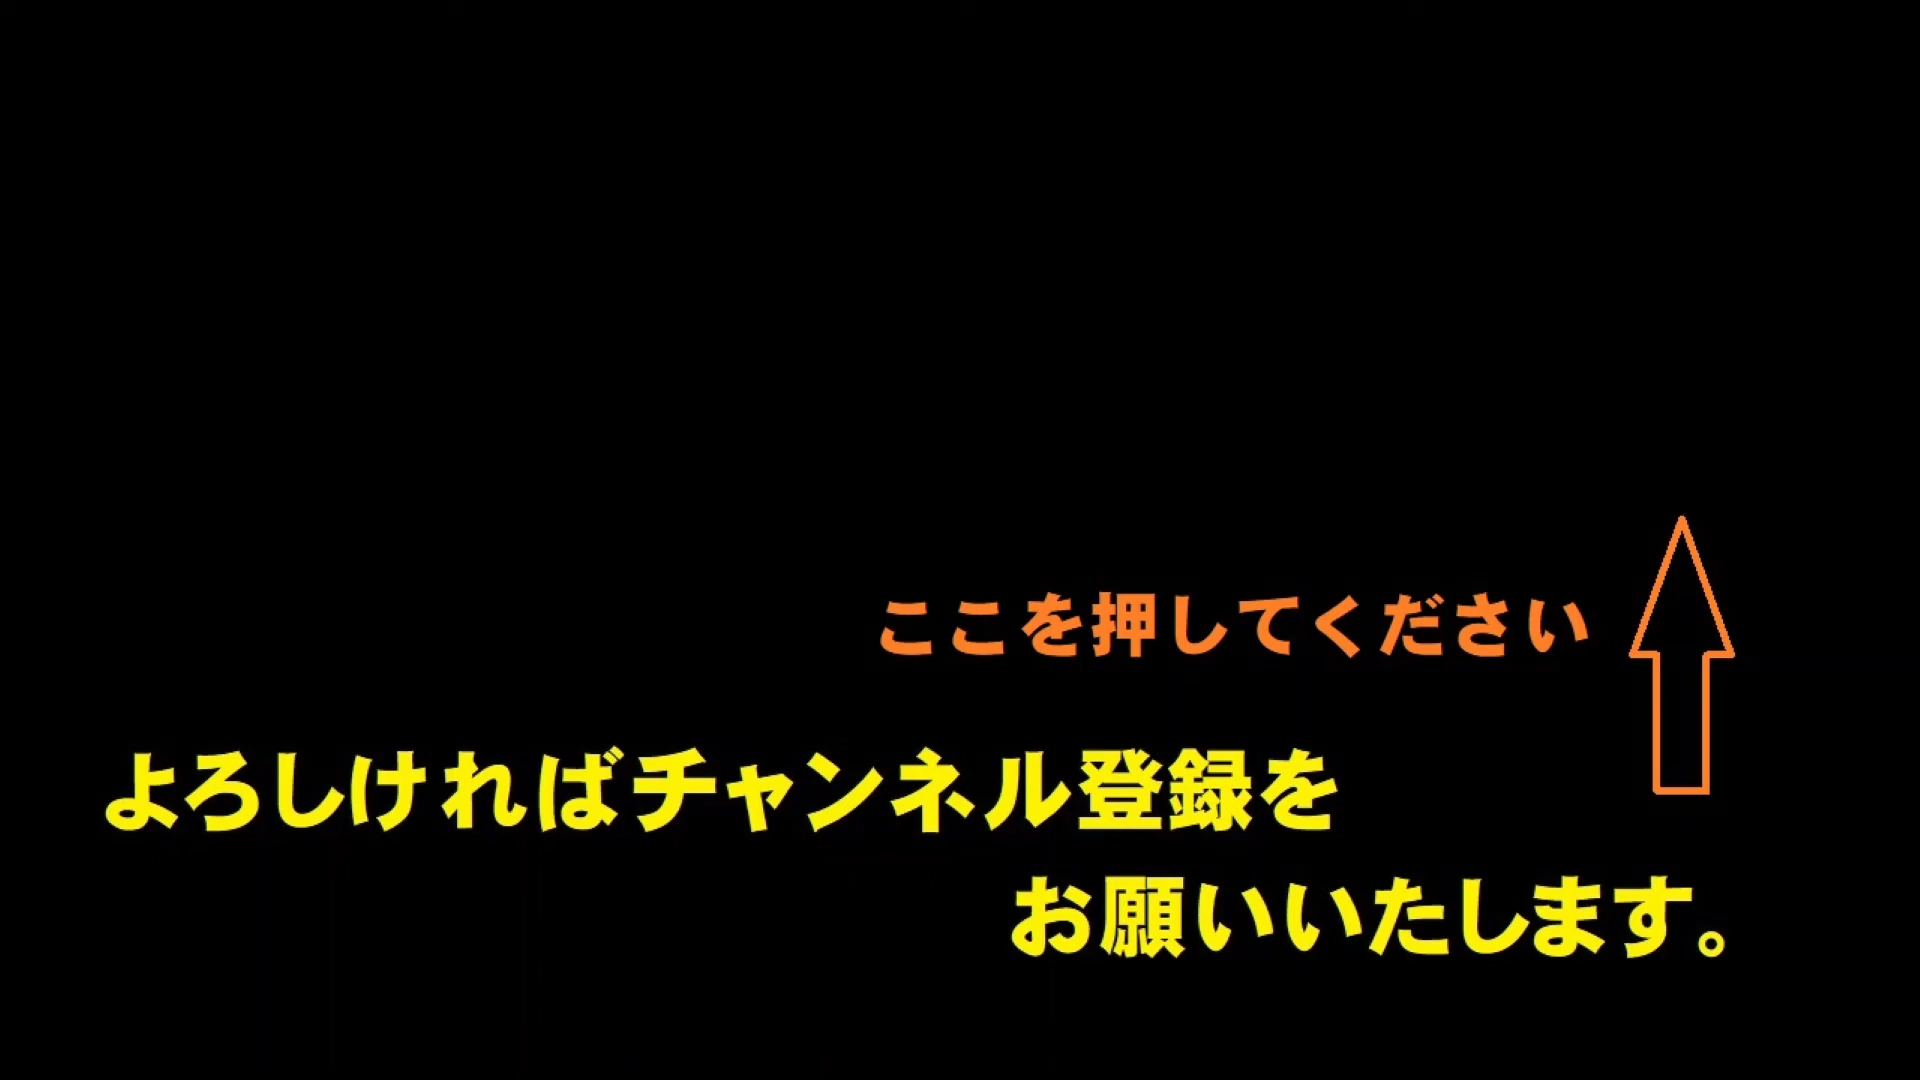 ここを押してください
よろしければチャンネル登録を
お願いいたします。